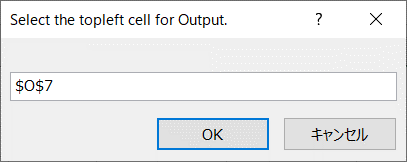 Select the topleft cell for Output.
$O$7
OK
キャンセル